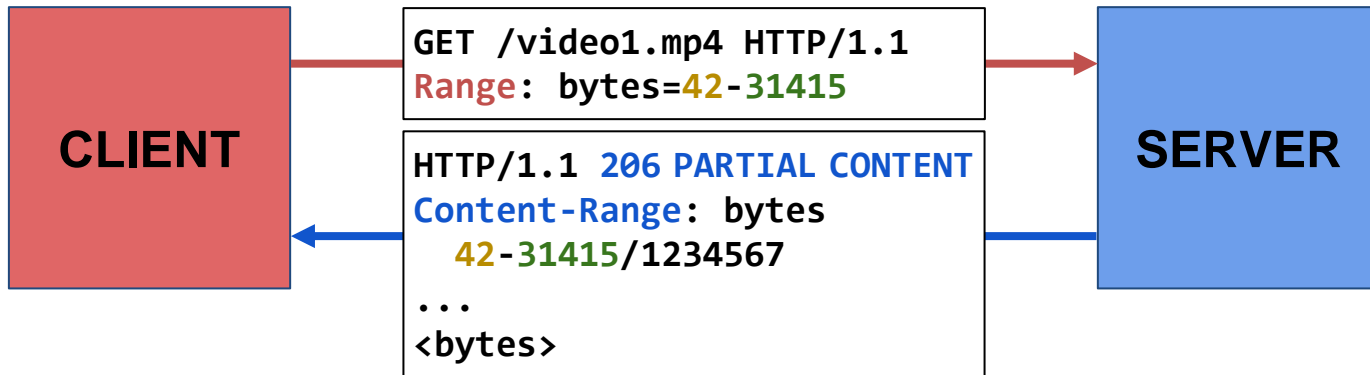 CLIENT
GET /video1.mp4 HTTP/1.1
Range: bytes=42-31415
HTTP/1.1 206 PARTIAL CONTENT
Content-Range: bytes
42-31415/1234567
...
<bytes>
SERVER